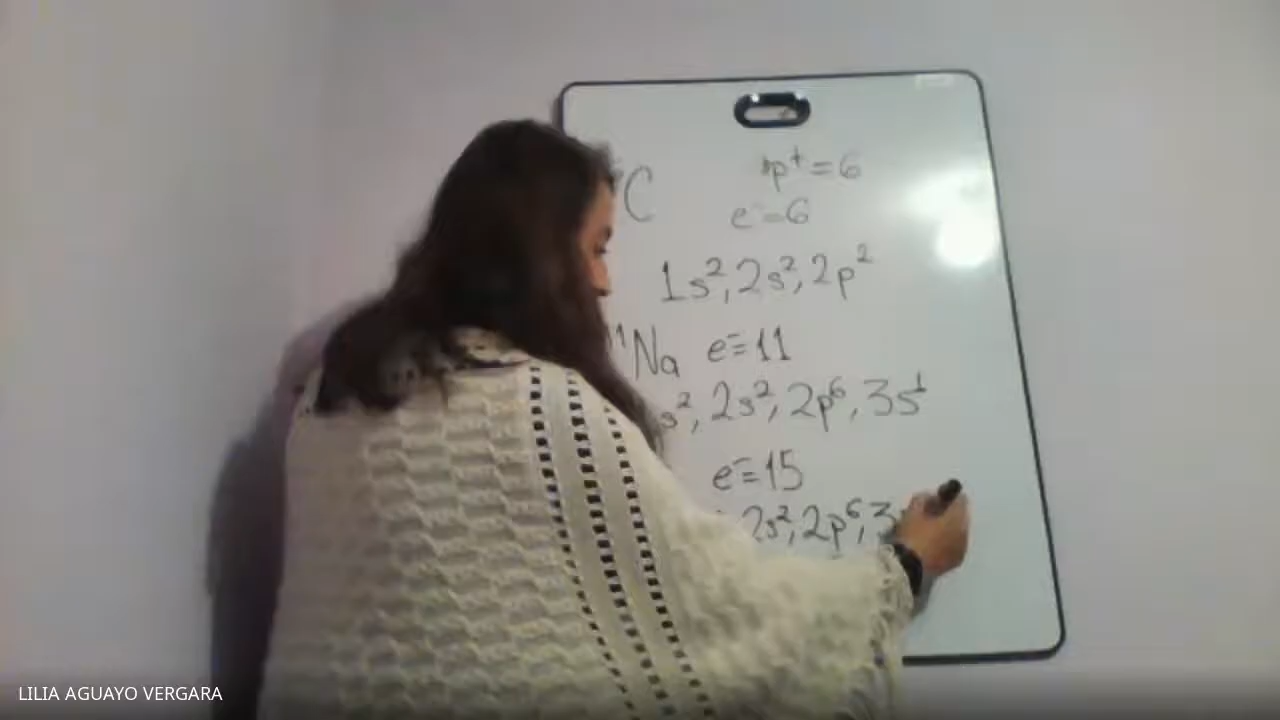 C p⁺=6
e⁻=6
1s², 2s², 2p²
¹¹Na e⁻=11
s², 2s², 2p⁶, 3s¹
e⁻=15
2s², 2p⁶, 3
LILIA AGUAYO VERGARA